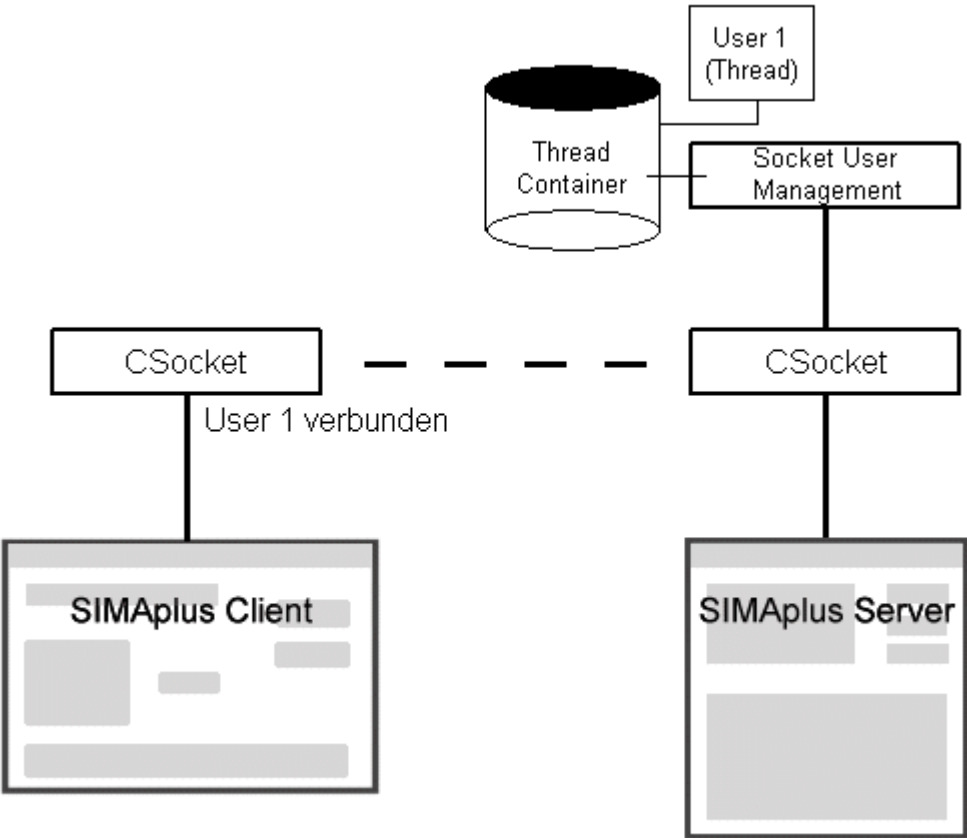 User 1
(Thread)
Thread
Container
Socket User
Management
CSocket
CSocket
User 1 verbunden
SIMAplus Client
SIMAplus Server